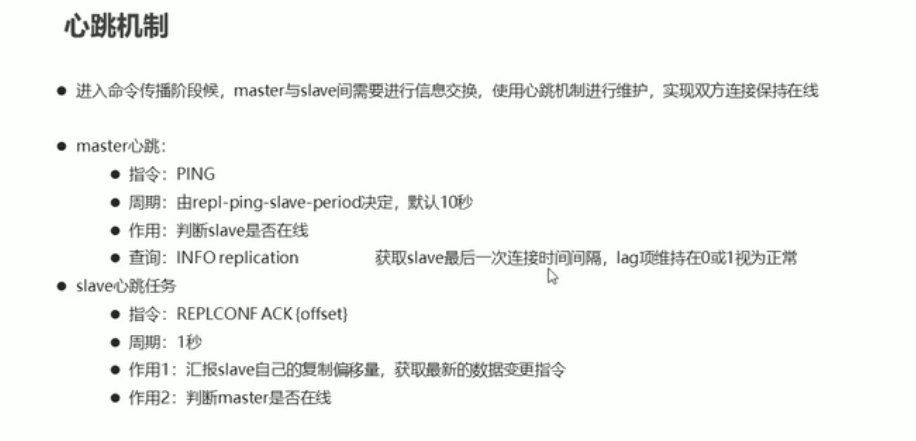 心跳机制
● 进入命令传播阶段候，master与slave间需要进行信息交换，使用心跳机制进行维护，实现双方连接保持在线
● master心跳：
● 指令：PING
● 周期：由repl-ping-slave-period决定，默认10秒
● 作用：判断slave是否在线
● 查询：INFO replication 获取slave最后一次连接时间间隔，lag项维持在0或1视为正常
● slave心跳任务
● 指令：REPLCONF ACK {offset}
● 周期：1秒
● 作用1：汇报slave自己的复制偏移量，获取最新的数据变更指令
● 作用2：判断master是否在线